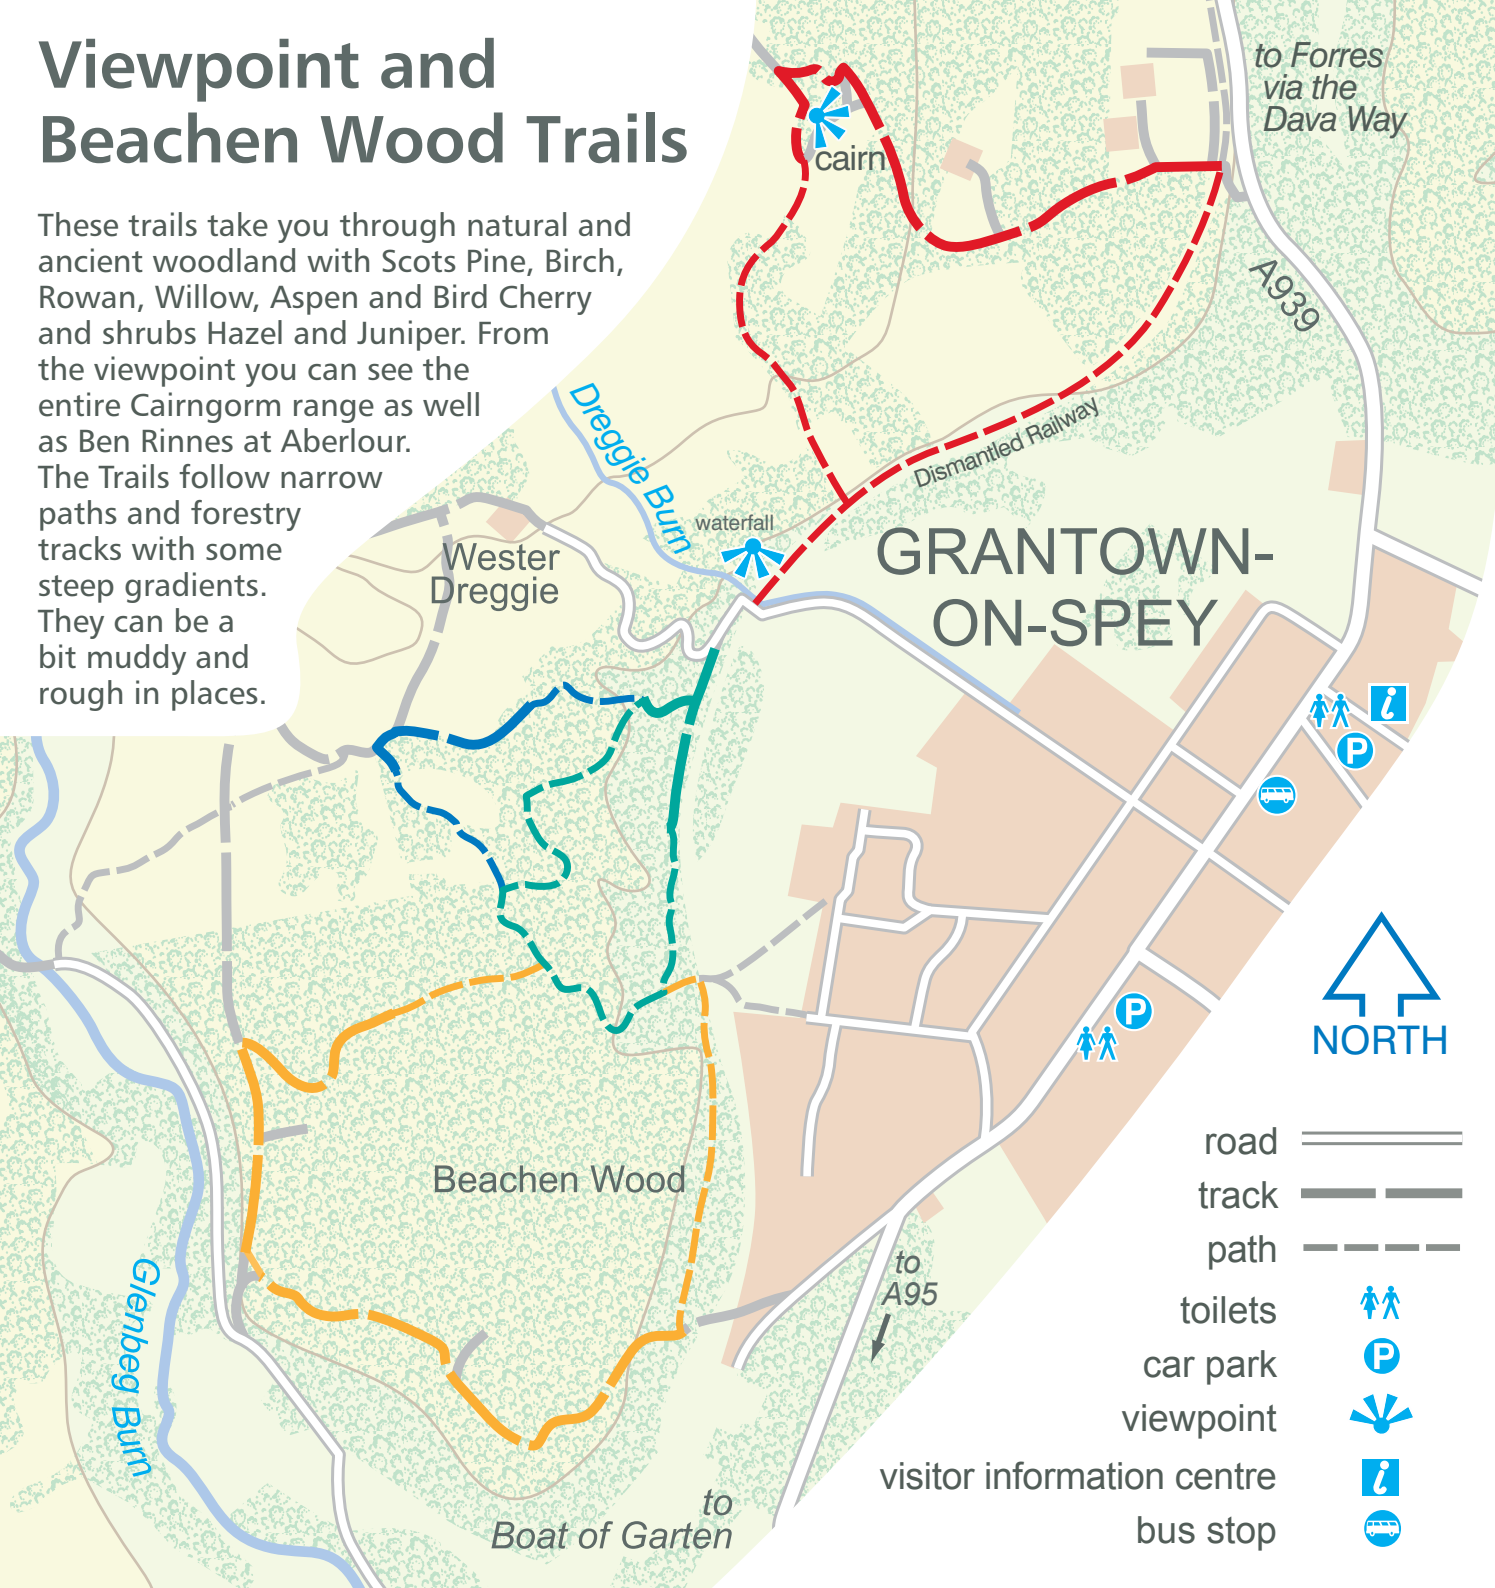 Viewpoint and
Beachen Wood Trails
These trails take you through natural and
ancient woodland with Scots Pine, Birch,
Rowan, Willow, Aspen and Bird Cherry
and shrubs Hazel and Juniper. From
the viewpoint you can see the
entire Cairngorm range as well
as Ben Rinnes at Aberlour.
The Trails follow narrow
paths and forestry
tracks with some
steep gradients.
They can be a
bit muddy and
rough in places.
to Forres
via the
Dava Way
cairn
A939
Dreggie Burn
Dismantled Railway
waterfall
Wester
Dreggie
GRANTOWN-
ON-SPEY
i
P
P
NORTH
Beachen Wood
Glenbeg Burn
to
A95
to
Boat of Garten
road
track
path
toilets
car park
P
viewpoint
visitor information centre
i
bus stop